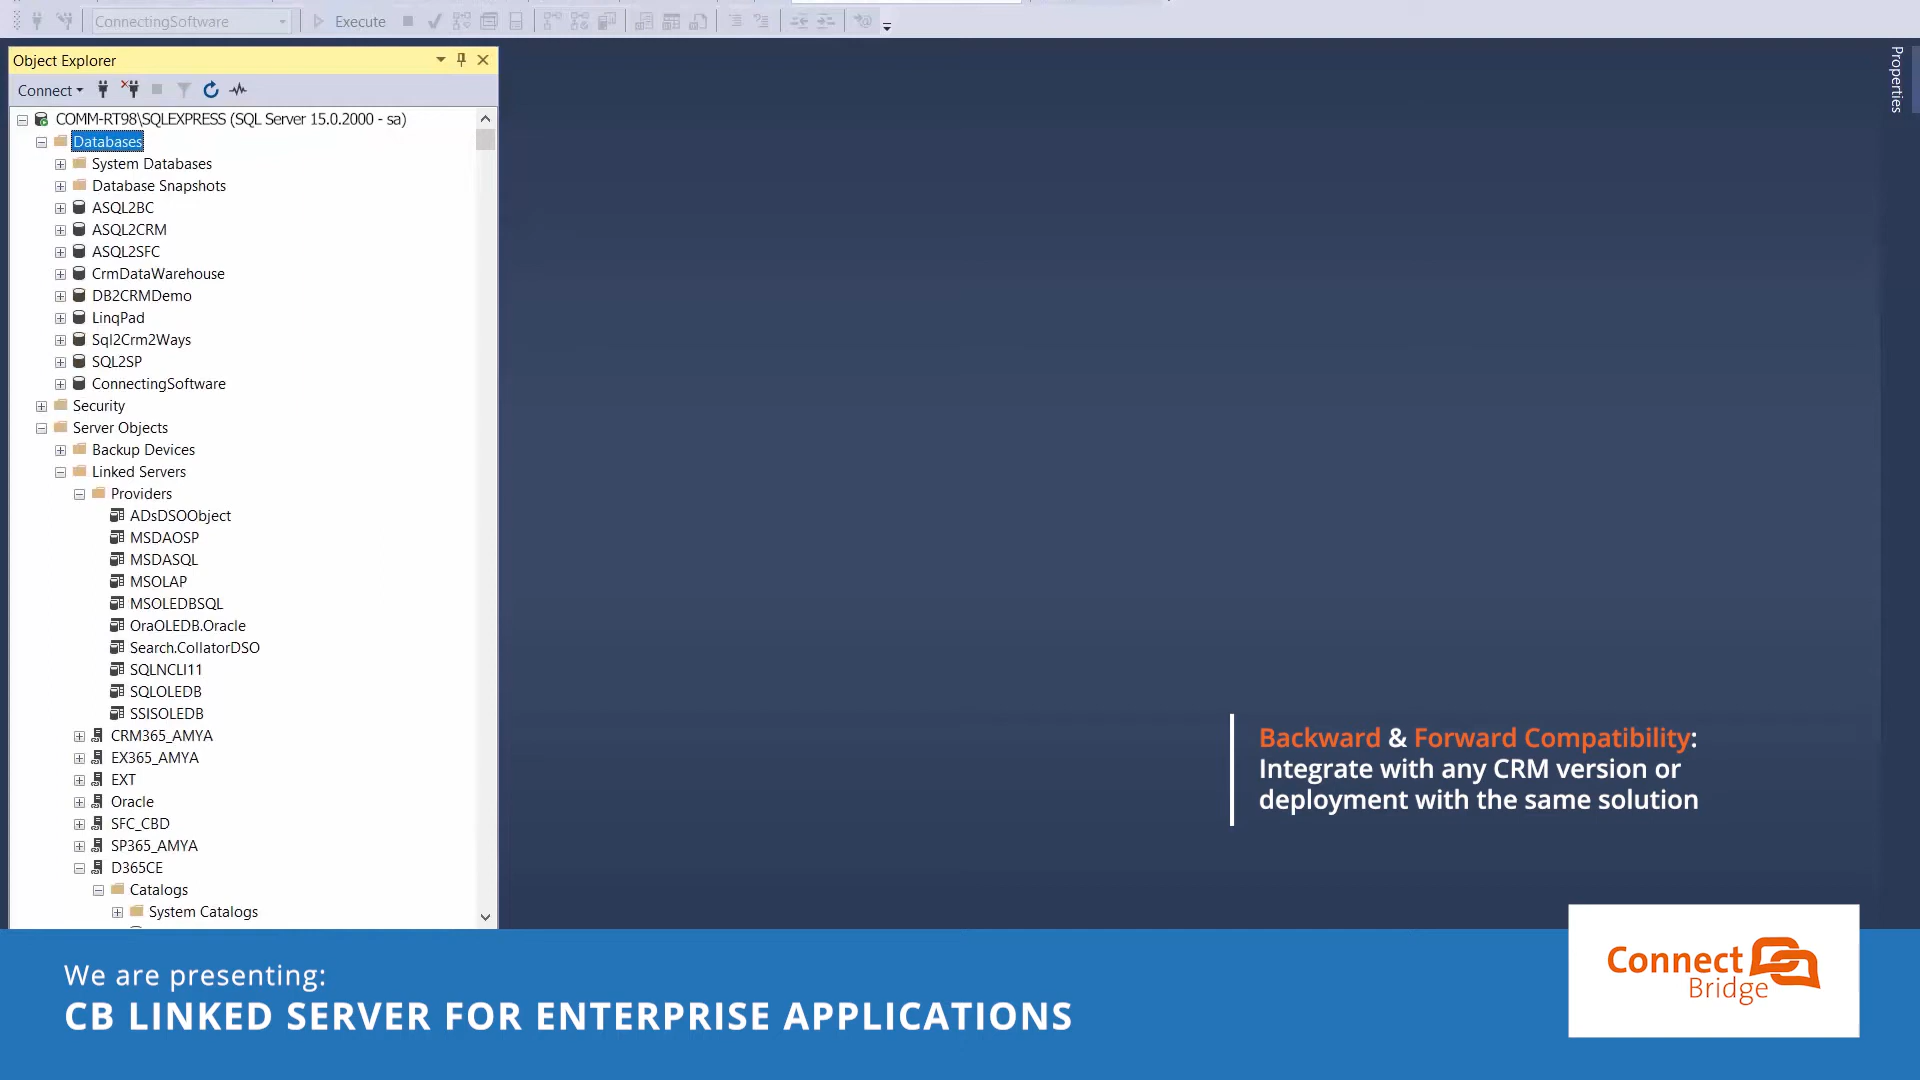 ConnectingSoftware
Execute
Object Explorer
Connect
COMM-RT98\SQLEXPRESS (SQL Server 15.0.2000 - sa)
Databases
System Databases
Database Snapshots
ASQL2BC
ASQL2CRM
ASQL2SFC
CrmDataWarehouse
DB2CRMDemo
LinqPad
Sql2Crm2Ways
SQL2SP
ConnectingSoftware
Security
Server Objects
Backup Devices
Linked Servers
Providers
ADsDSOObject
MSDAOSP
MSDASQL
MSOLAP
MSOLEDBSQL
OraOLEDB.Oracle
Search.CollatorDSO
SQLNCLI11
SQLOLEDB
SSISOLEDB
CRM365_AMYA
EX365_AMYA
EXT
Oracle
SFC_CBD
SP365_AMYA
D365CE
Catalogs
System Catalogs
Properties
Backward & Forward Compatibility:
Integrate with any CRM version or
deployment with the same solution
We are presenting:
CB LINKED SERVER FOR ENTERPRISE APPLICATIONS
Connect
Bridge